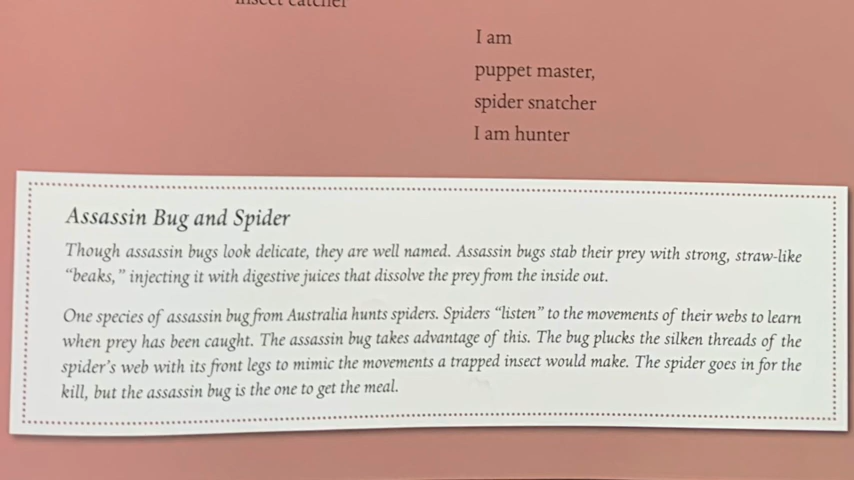 insect catcher
I am
puppet master,
spider snatcher
I am hunter
Assassin Bug and Spider
Though assassin bugs look delicate, they are well named. Assassin bugs stab their prey with strong, straw-like
“beaks,” injecting it with digestive juices that dissolve the prey from the inside out.
One species of assassin bug from Australia hunts spiders. Spiders “listen” to the movements of their webs to learn
when prey has been caught. The assassin bug takes advantage of this. The bug plucks the silken threads of the
spider’s web with its front legs to mimic the movements a trapped insect would make. The spider goes in for the
kill, but the assassin bug is the one to get the meal.